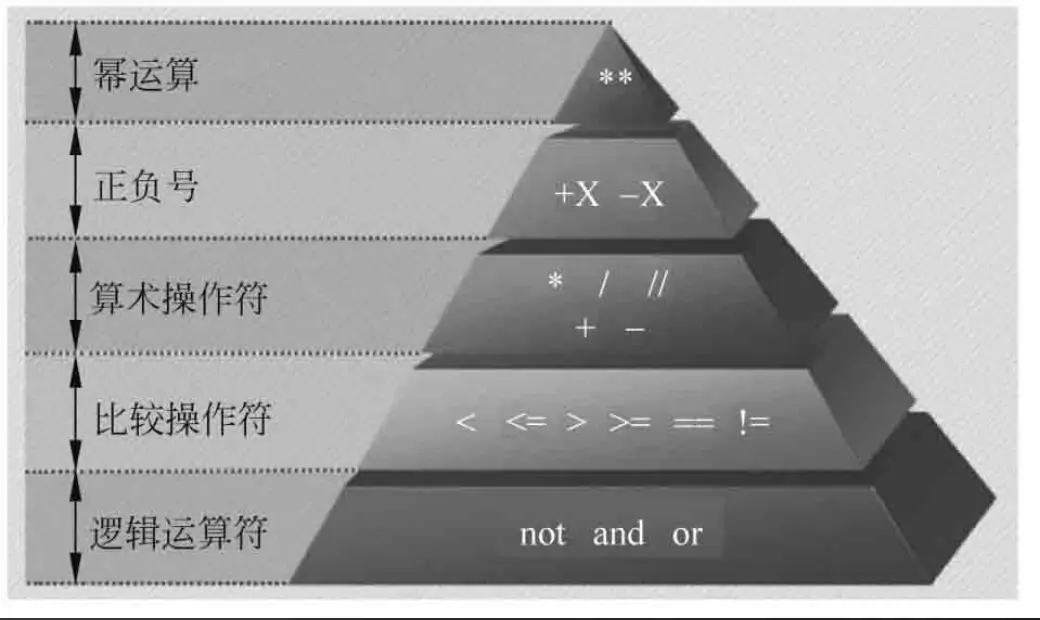 幂运算
**
正负号
+X –X
算术操作符
* / //
+ –
比较操作符
< <= > >= == !=
逻辑运算符
not and or